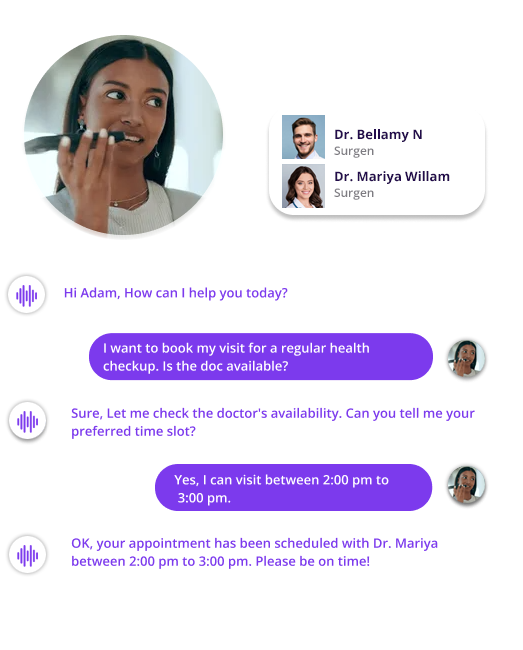 Dr. Bellamy N
Surgen
Dr. Mariya Willam
Surgen
Hi Adam, How can I help you today?
I want to book my visit for a regular health
checkup. Is the doc available?
Sure, Let me check the doctor's availability. Can you tell me your
preferred time slot?
Yes, I can visit between 2:00 pm to
3:00 pm.
OK, your appointment has been scheduled with Dr. Mariya
between 2:00 pm to 3:00 pm. Please be on time!